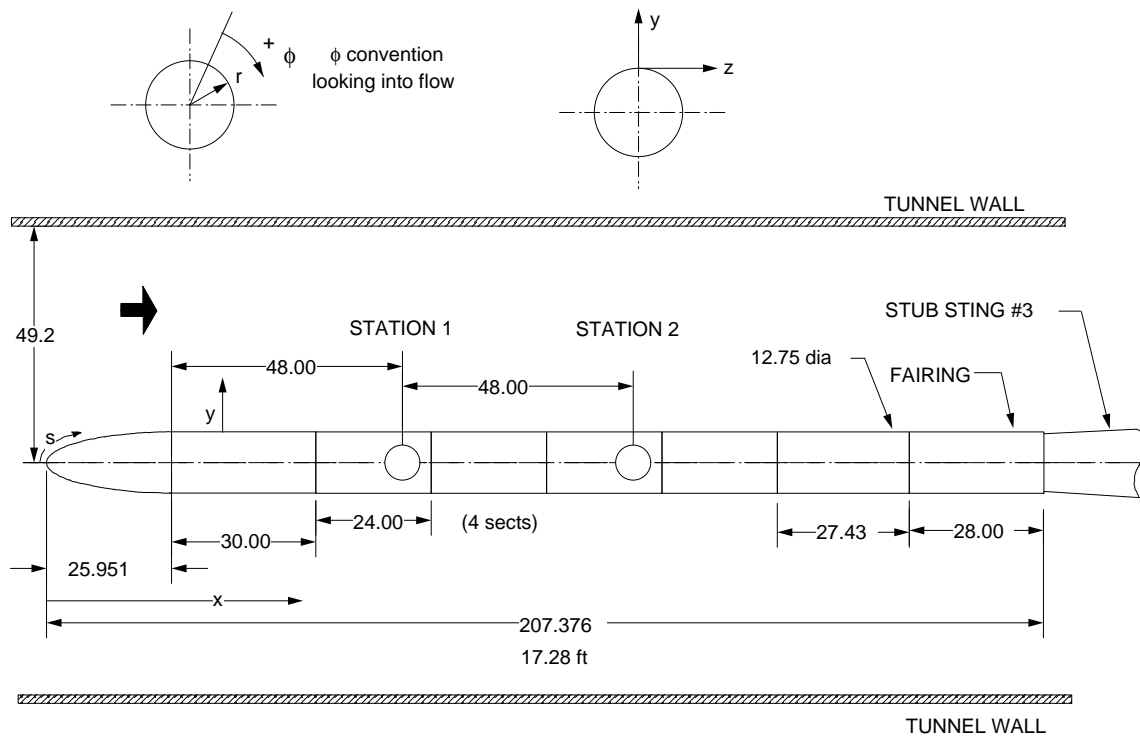 +
ϕ
ϕ convention
looking into flow
r
y
z
TUNNEL WALL
49.2
STATION 1
STATION 2
STUB STING #3
48.00
48.00
12.75 dia
FAIRING
y
s
24.00
(4 sects)
30.00
27.43
28.00
25.951
x
207.376
17.28 ft
TUNNEL WALL